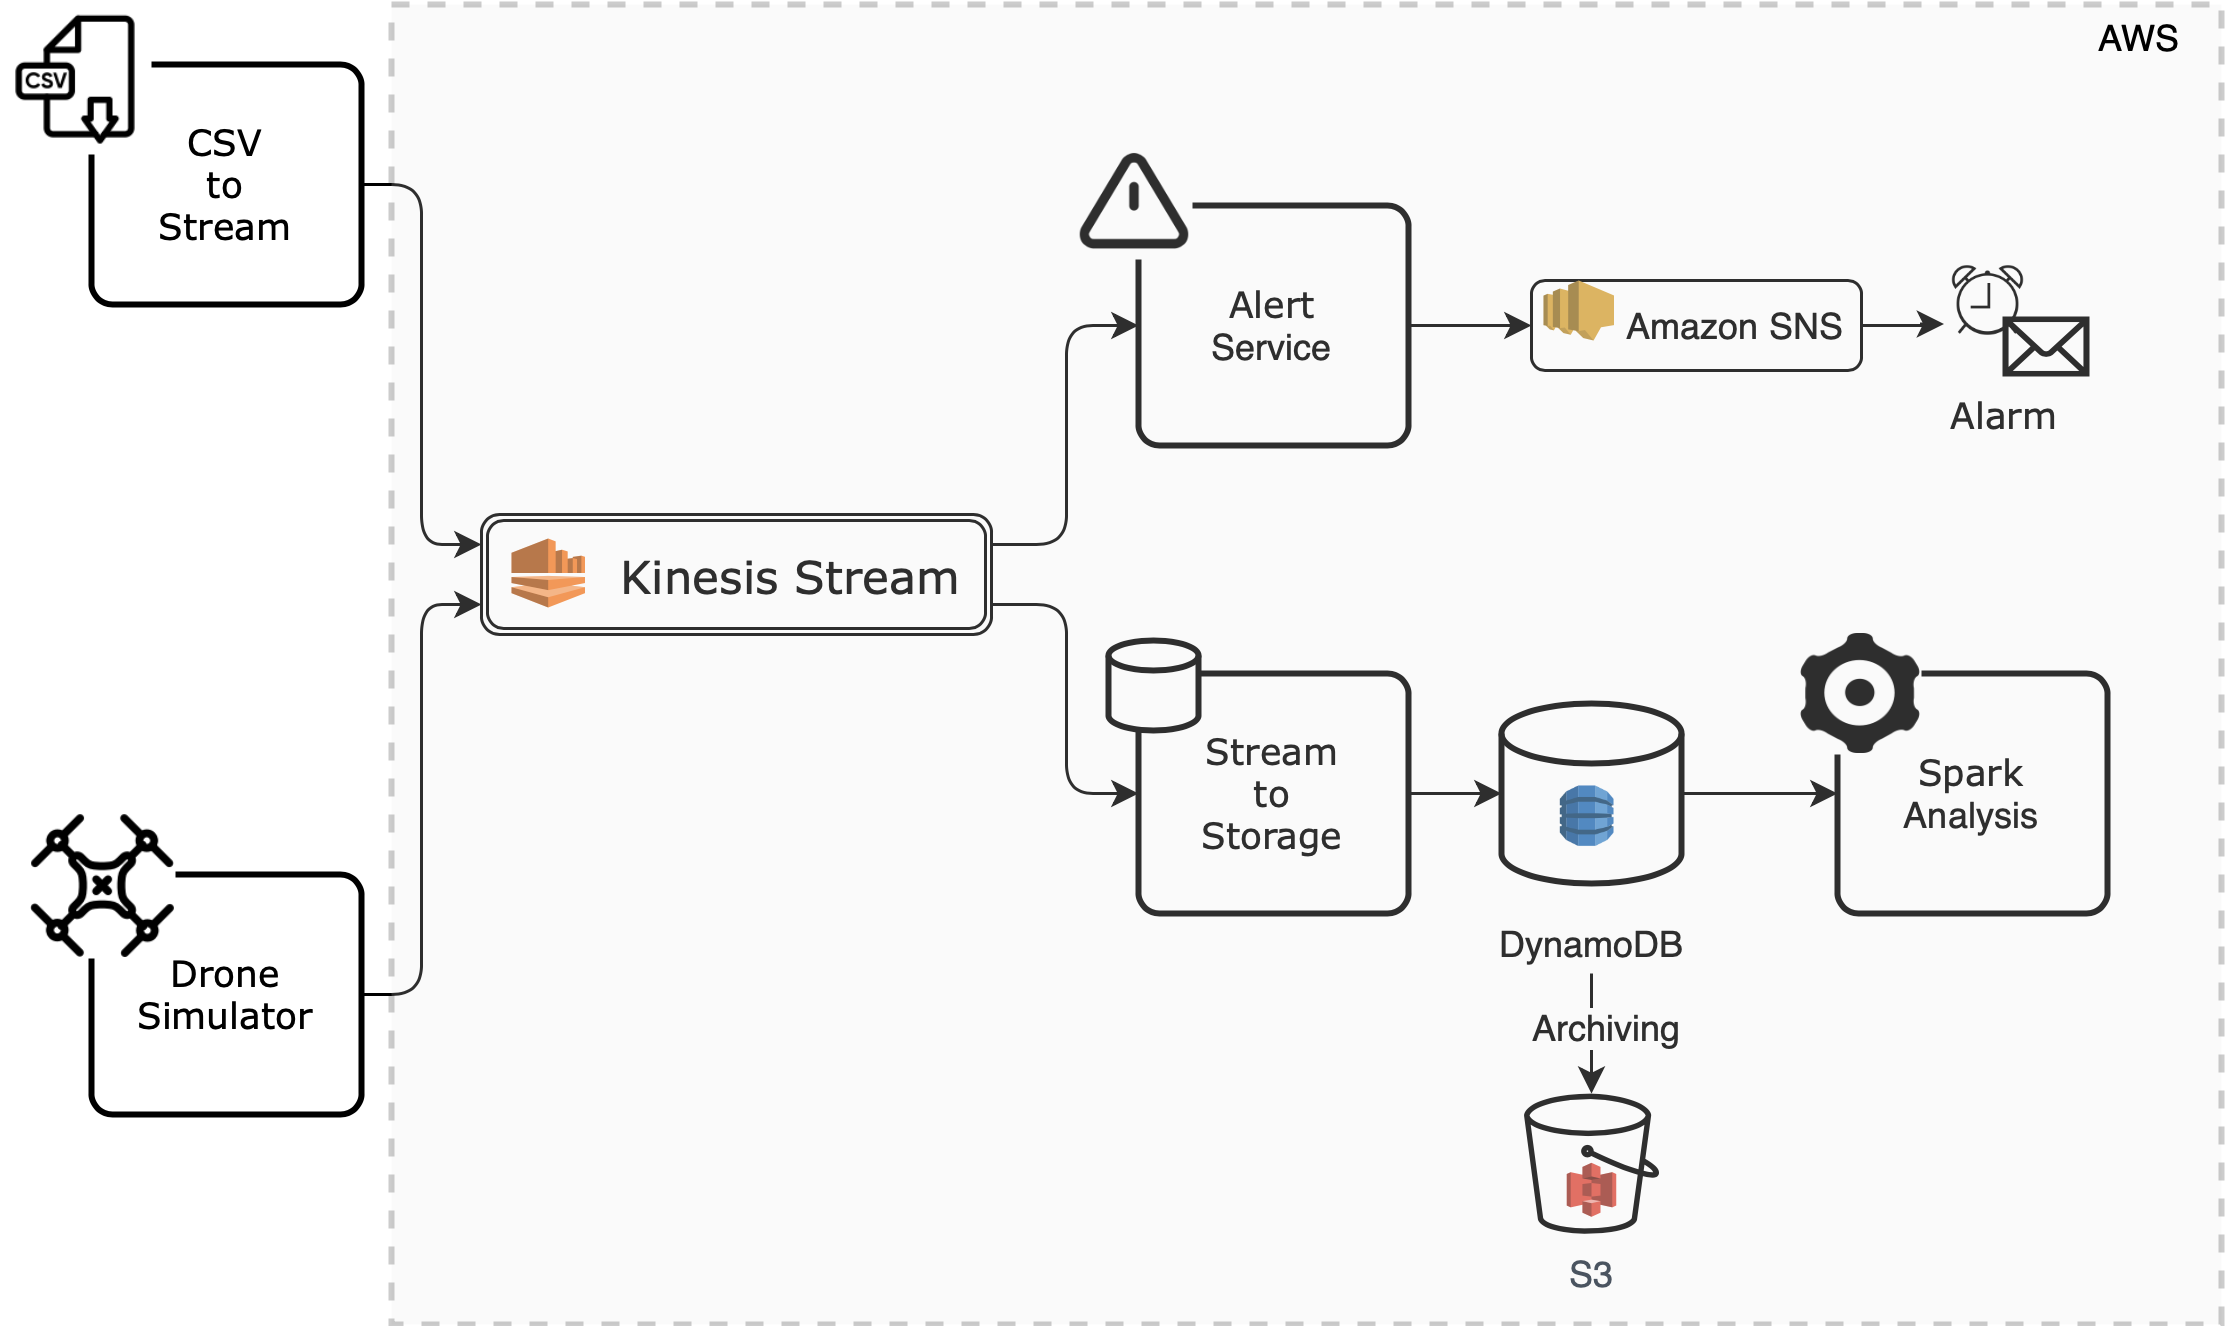 AWS
CSV
CSV
to
Stream
Alert
Service
Amazon SNS
Alarm
Kinesis Stream
Stream
to
Storage
Spark
Analysis
DynamoDB
Drone
Simulator
Archiving
S3